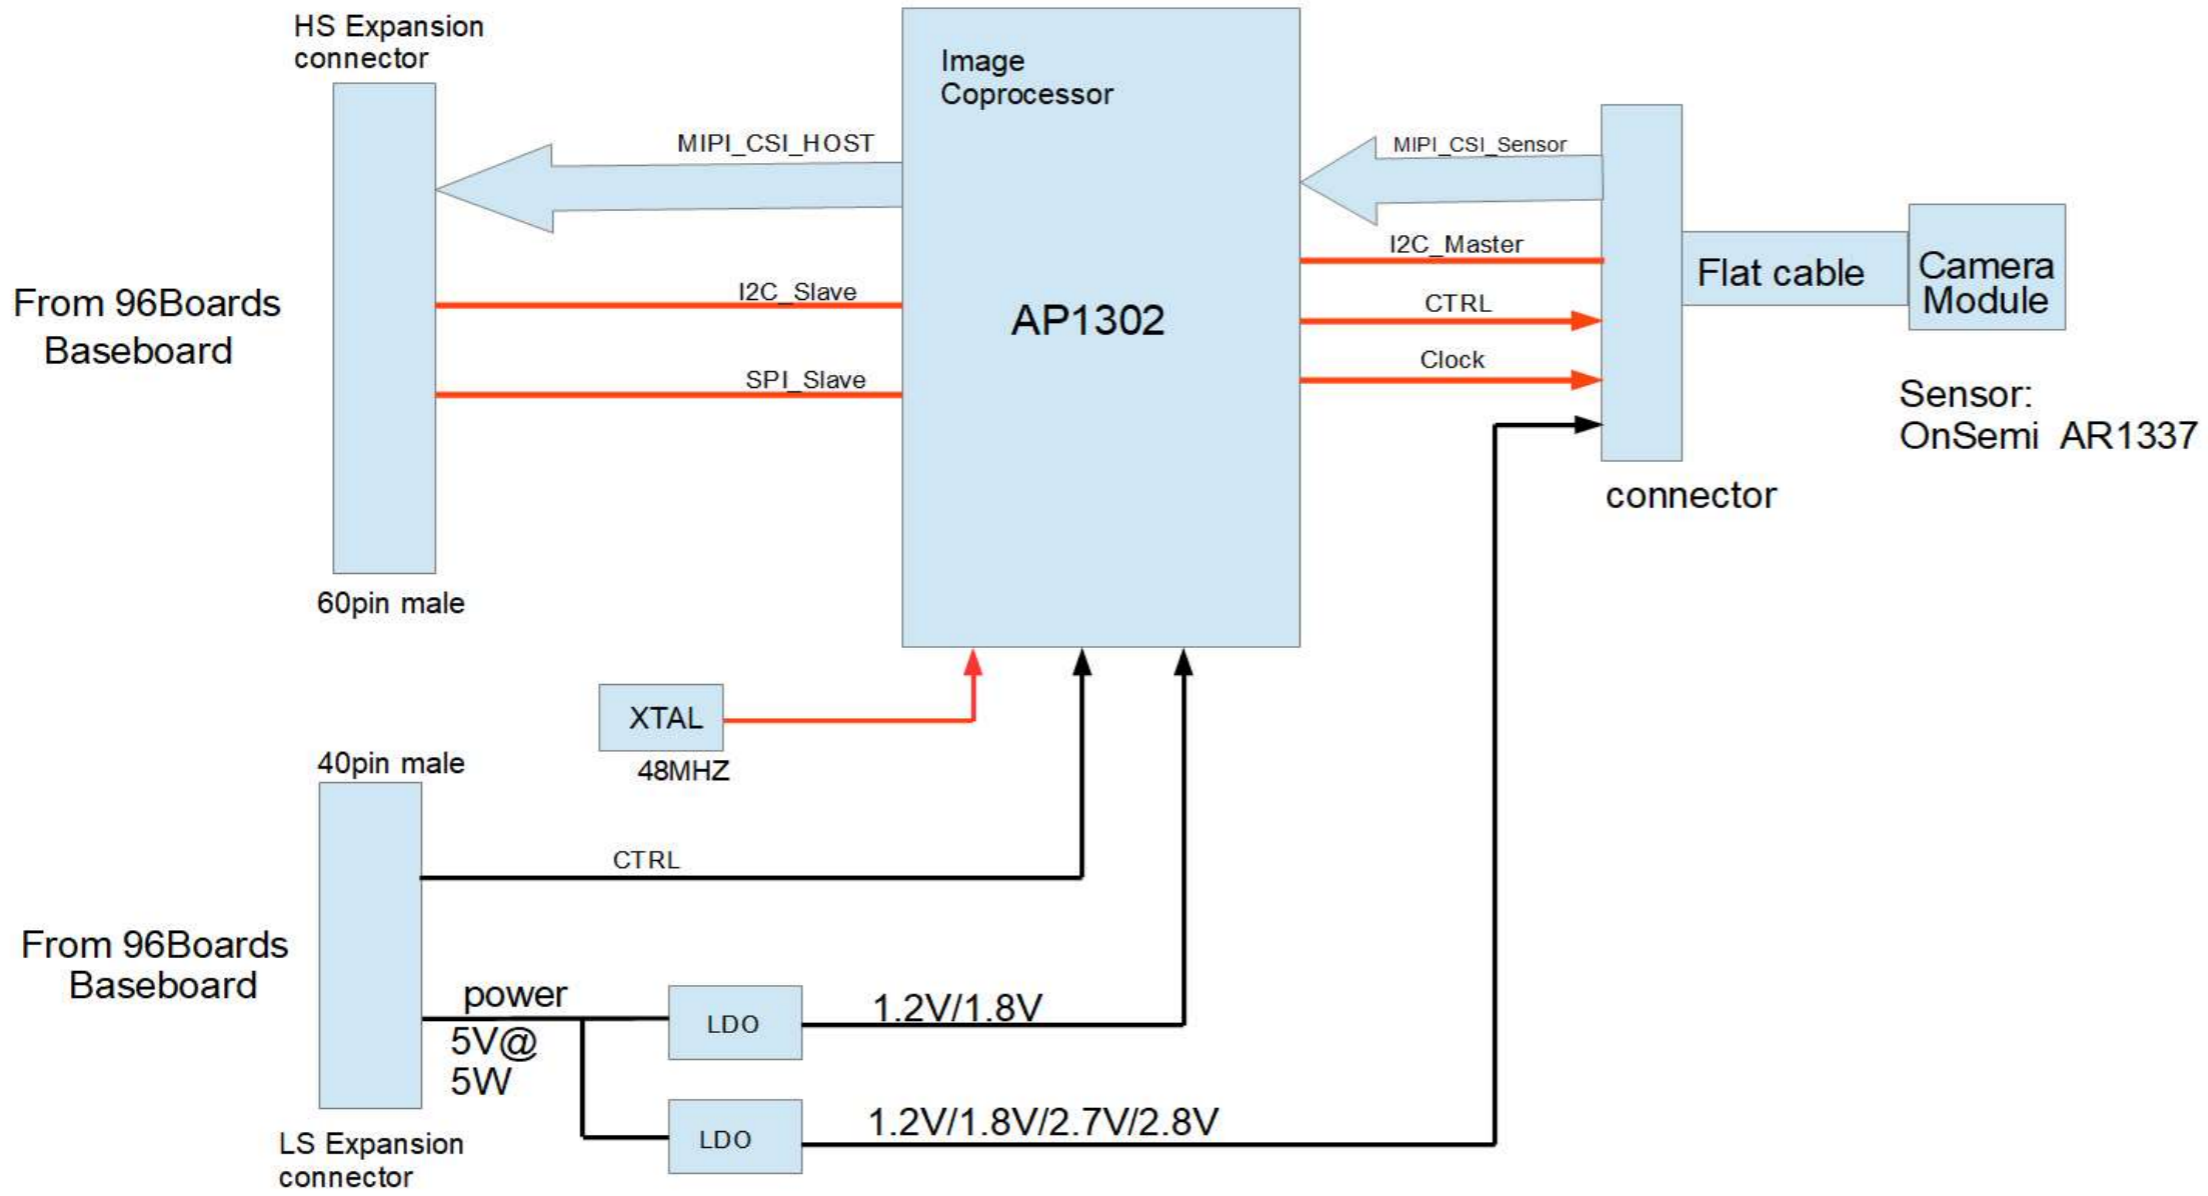 HS Expansion
connector
Image
Coprocessor
MIPI_CSI_HOST
MIPI_CSI_Sensor
I2C_Master
I2C_Slave
CTRL
Flat cable
Camera
Module
From 96Boards
Baseboard
AP1302
SPI_Slave
Clock
Sensor:
OnSemi AR1337
connector
60pin male
XTAL
48MHZ
40pin male
CTRL
From 96Boards
Baseboard
power
5V@
5W
LDO
1.2V/1.8V
LDO
1.2V/1.8V/2.7V/2.8V
LS Expansion
connector